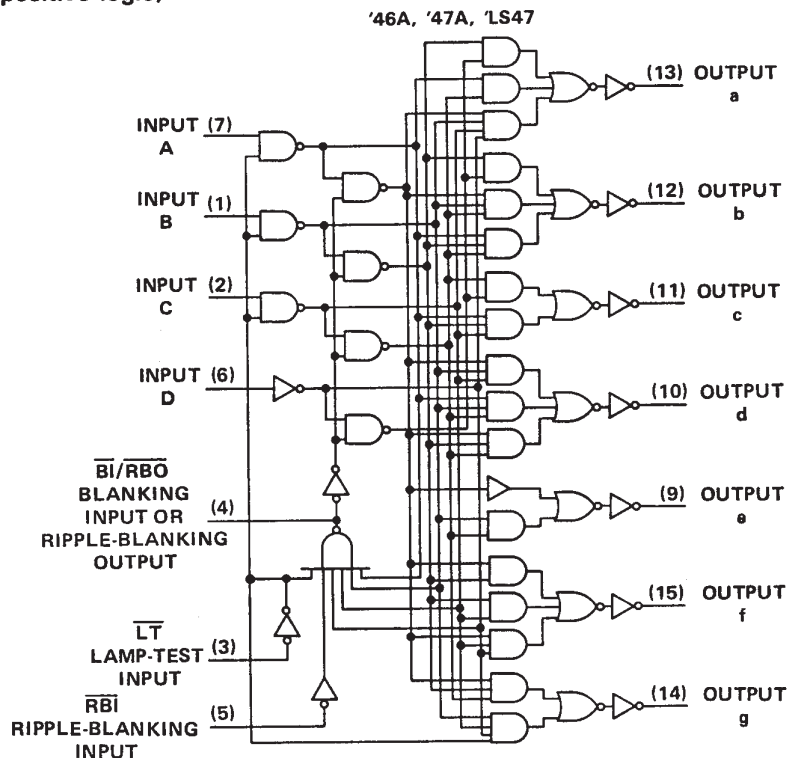 '46A, '47A, 'LS47
(13) OUTPUT
a
INPUT (7)
A
INPUT (1)
B
(12) OUTPUT
b
INPUT (2)
C
(11) OUTPUT
c
INPUT (6)
D
(10) OUTPUT
d
BI/RBO
BLANKING
INPUT OR (4)
RIPPLE-BLANKING
OUTPUT
(9) OUTPUT
e
(15) OUTPUT
f
LT
LAMP-TEST (3)
INPUT
RBI
RIPPLE-BLANKING (5)
INPUT
(14) OUTPUT
g